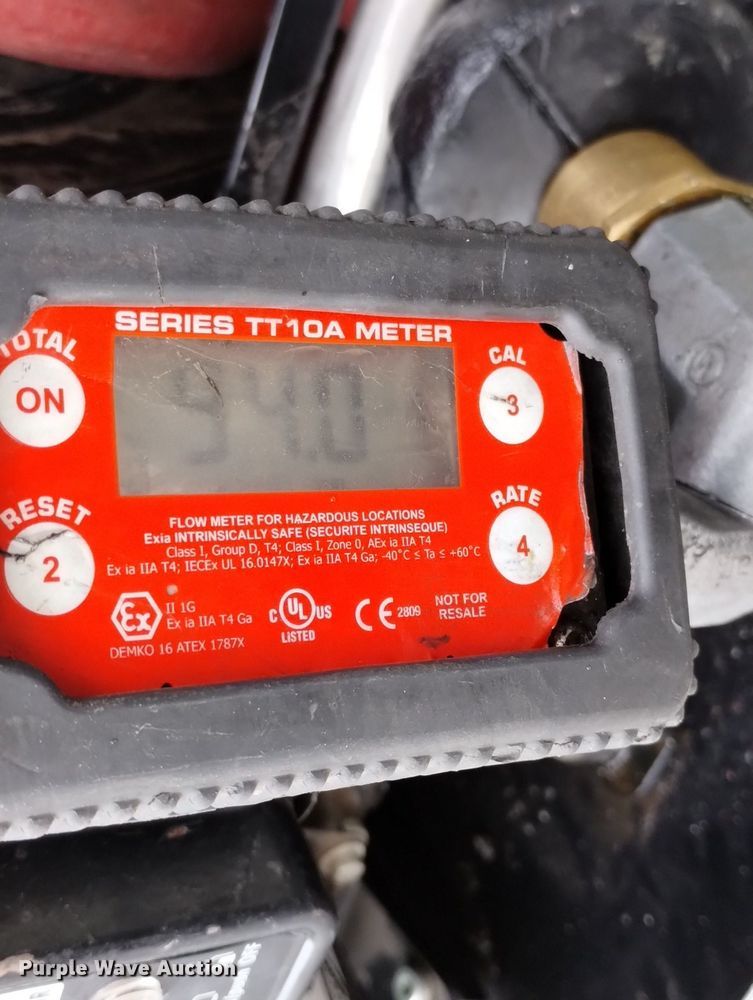 SERIES TT10A METER
TOTAL
ON
94.0
CAL
3
RESET
2
RATE
4
FLOW METER FOR HAZARDOUS LOCATIONS
Exia INTRINSICALLY SAFE (SECURITE INTRINSEQUE)
Class I, Group D, T4; Class I, Zone 0, AEx ia IIA T4
Ex ia IIA T4; IECEx UL 16.0147X; Ex ia IIA T4 Ga; -40°C ≤ Ta ≤ +60°C
Ex
II 1G
Ex ia IIA T4 Ga
DEMKO 16 ATEX 1787X
C UL US
LISTED
CE 2809
NOT FOR
RESALE
Purple Wave Auction